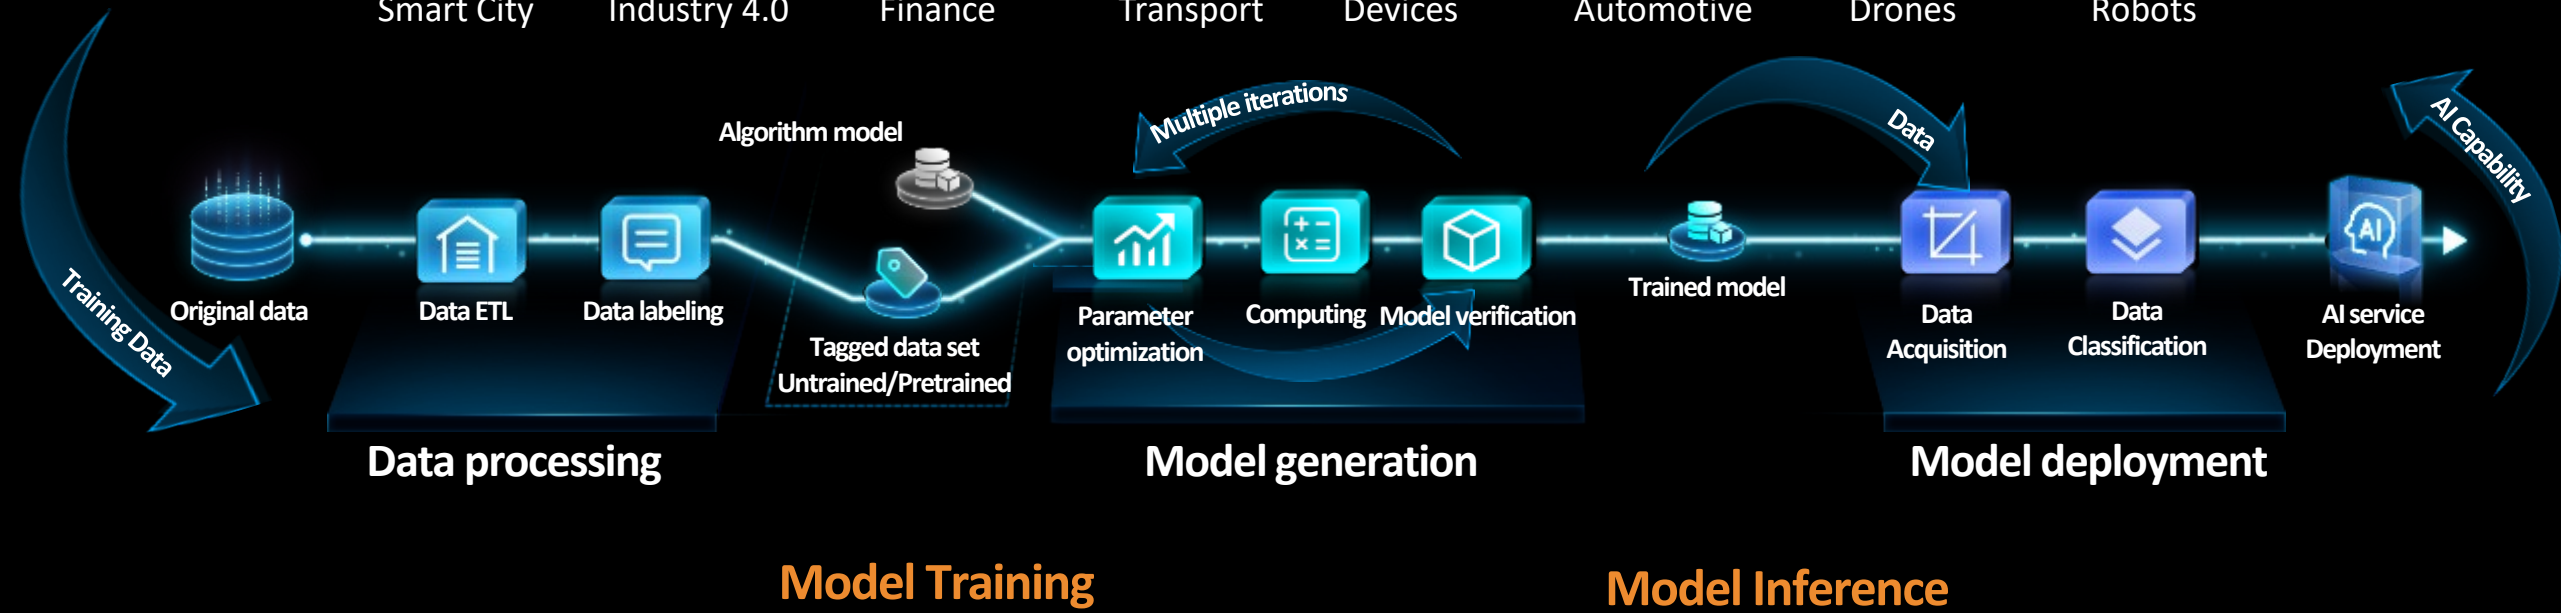 Smart City
Industry 4.0
Finance
Transport
Devices
Automotive
Drones
Robots
Training Data
Original data
Data ETL
Data labeling
Algorithm model
Tagged data set
Untrained/Pretrained
Multiple iterations
Parameter
optimization
Computing
Model verification
Trained model
Data
Data
Acquisition
Data
Classification
AI
AI service
Deployment
AI Capability
Data processing
Model generation
Model deployment
Model Training
Model Inference